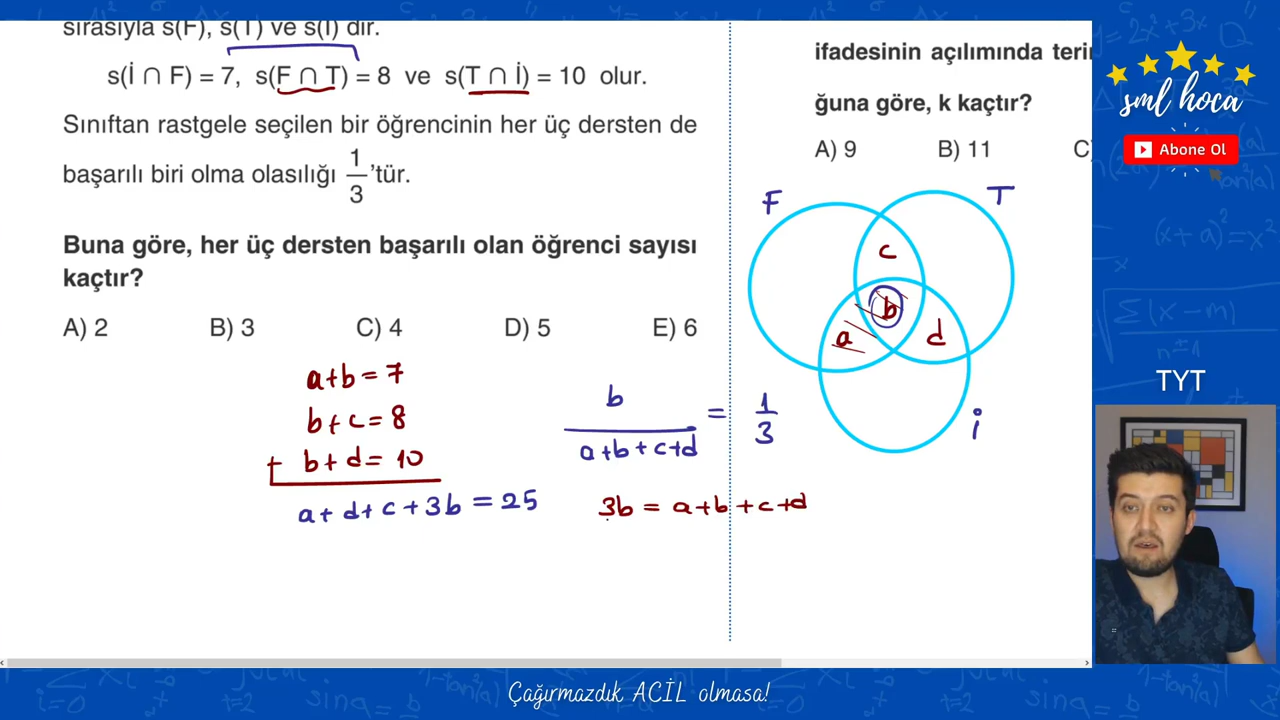 sırasıyla s(F), s(T) ve s(İ) dir.
s(İ ∩ F) = 7, s(F ∩ T) = 8 ve s(T ∩ İ) = 10 olur.
Sınıftan rastgele seçilen bir öğrencinin her üç dersten de
başarılı biri olma olasılığı 1/3 'tür.
Buna göre, her üç dersten başarılı olan öğrenci sayısı
kaçtır?
A) 2 B) 3 C) 4 D) 5 E) 6
a+b = 7
b+c = 8
+ b+d = 10
a+d+c+3b = 25
b/(a+b+c+d) = 1/3
3b = a+b+c+d
ifadesinin açılımında
ğuna göre, k kaçtır?
A) 9 B) 11 C)
F
T
c
b
a
d
i
sml hoca
Abone Ol
(x+a)²=x²
TYT
Çağırmazdık ACİL olmasa!